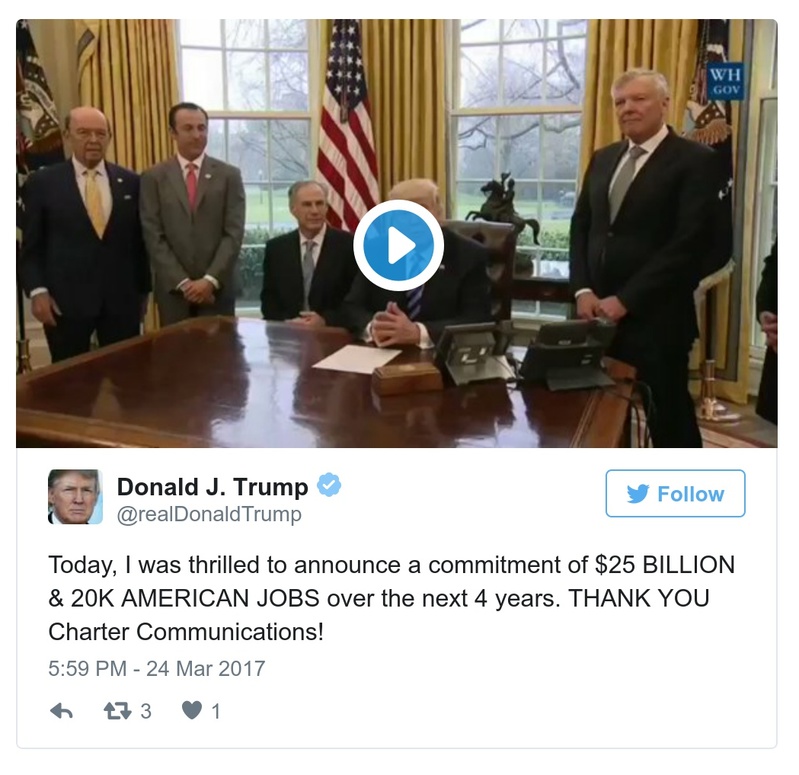 WH
GOV
Donald J. Trump
@realDonaldTrump
Follow
Today, I was thrilled to announce a commitment of $25 BILLION
& 20K AMERICAN JOBS over the next 4 years. THANK YOU
Charter Communications!
5:59 PM - 24 Mar 2017
3
1